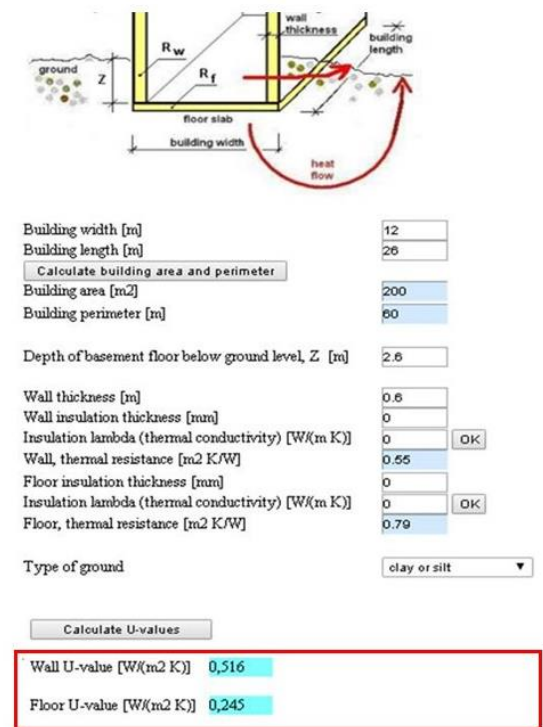 wall
thickness
building
length
R w
ground
Z
R f
floor slab
building width
heat
flow
Building width [m] 12
Building length [m] 26
Calculate building area and perimeter
Building area [m2] 200
Building perimeter [m] 60
Depth of basement floor below ground level, Z [m] 2.6
Wall thickness [m] 0.6
Wall insulation thickness [mm] 0
Insulation lambda (thermal conductivity) [W/(m K)] 0 OK
Wall, thermal resistance [m2 K/W] 0.55
Floor insulation thickness [mm] 0
Insulation lambda (thermal conductivity) [W/(m K)] 0 OK
Floor, thermal resistance [m2 K/W] 0.79
Type of ground clay or silt
Calculate U-values
Wall U-value [W/(m2 K)] 0,516
Floor U-value [W/(m2 K)] 0,245